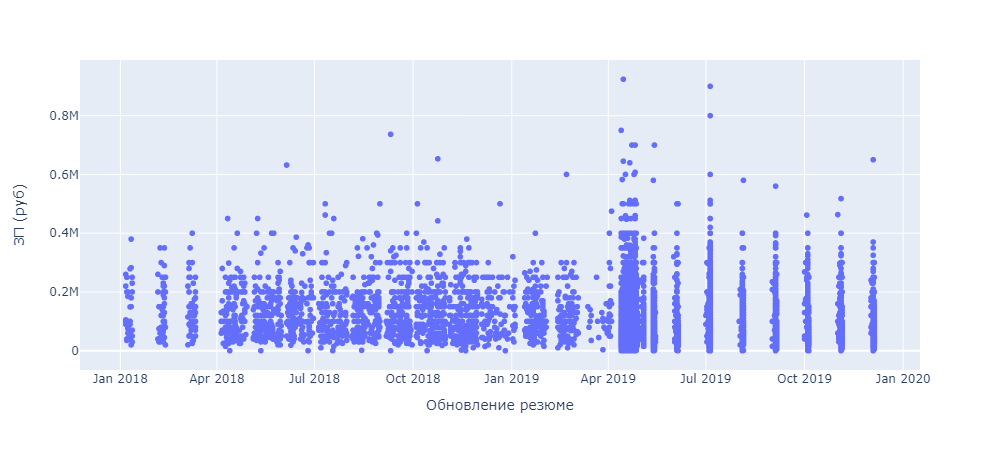 0.8M
0.6M
0.4M
0.2M
0
ЗП (руб)
Jan 2018 Apr 2018 Jul 2018 Oct 2018 Jan 2019 Apr 2019 Jul 2019 Oct 2019 Jan 2020
Обновление резюме